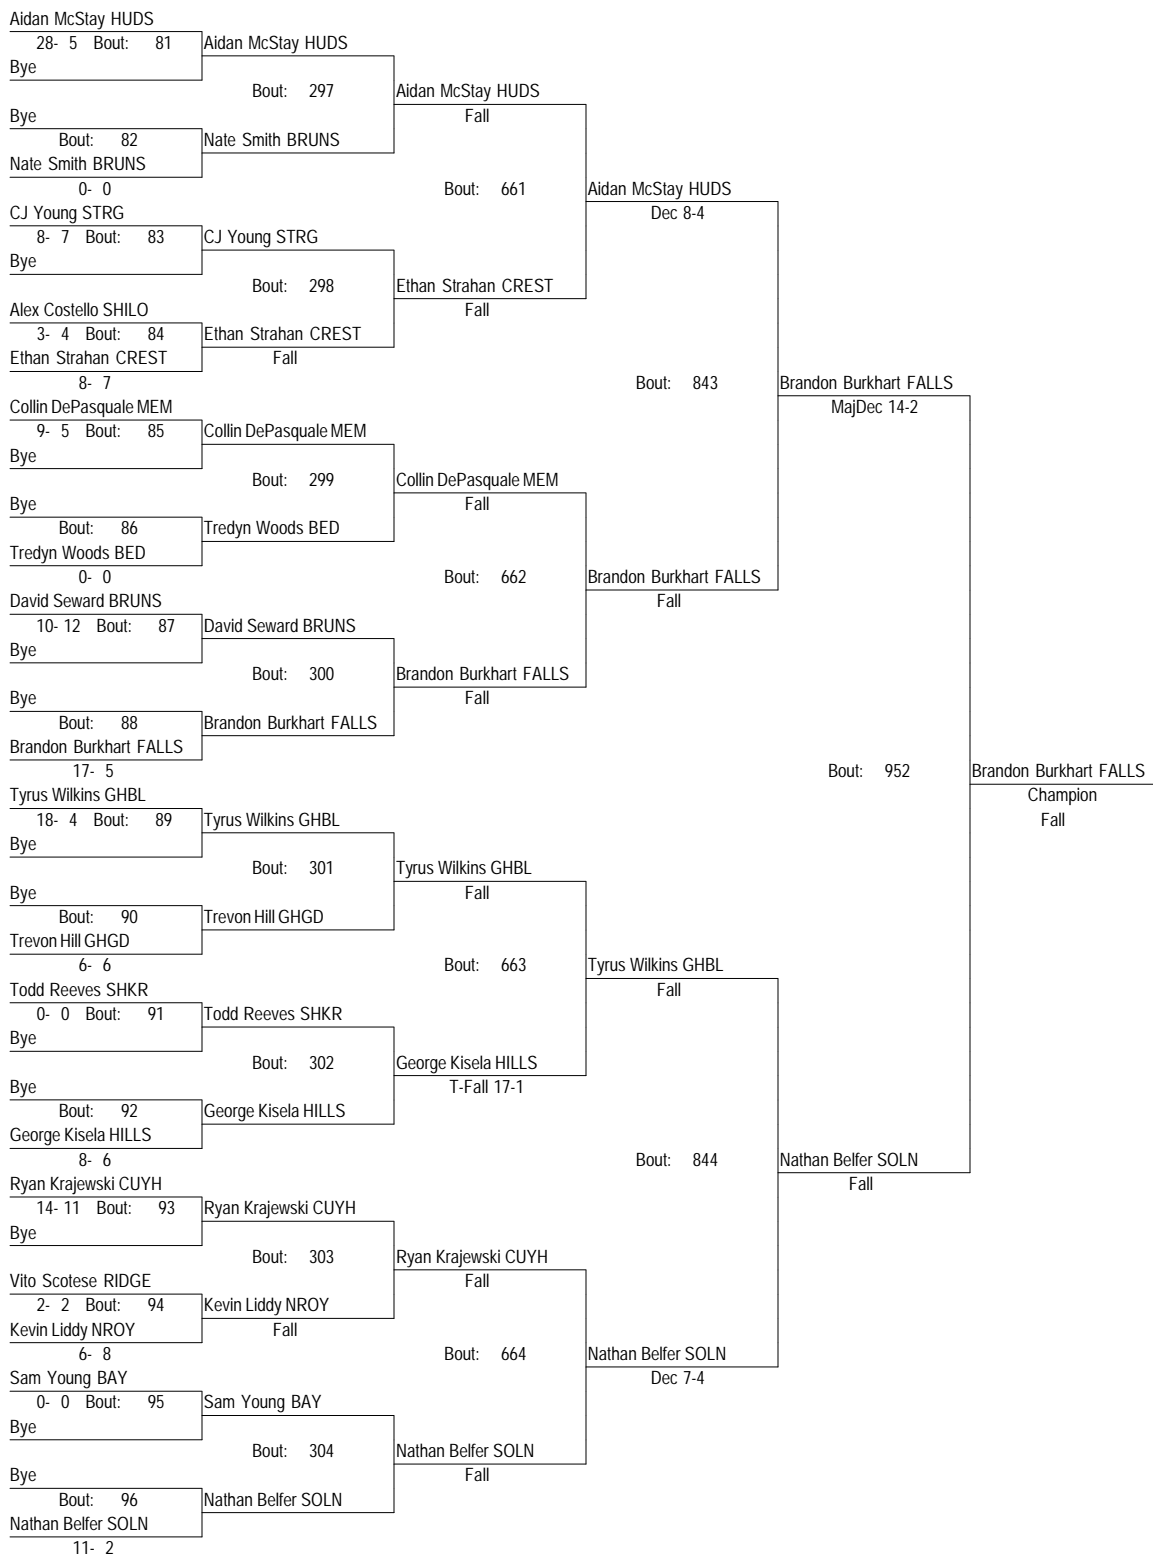 Aidan McStay HUDS
28- 5 Bout: 81 Aidan McStay HUDS
Bye
Bout: 297 Aidan McStay HUDS
Bye Fall
Bout: 82 Nate Smith BRUNS
Nate Smith BRUNS
0- 0 Bout: 661 Aidan McStay HUDS
CJ Young STRG Dec 8-4
8- 7 Bout: 83 CJ Young STRG
Bye
Bout: 298 Ethan Strahan CREST
Alex Costello SHILO Fall
3- 4 Bout: 84 Ethan Strahan CREST
Ethan Strahan CREST Fall
8- 7 Bout: 843 Brandon Burkhart FALLS
Collin DePasquale MEM MajDec 14-2
9- 5 Bout: 85 Collin DePasquale MEM
Bye
Bout: 299 Collin DePasquale MEM
Bye Fall
Bout: 86 Tredyn Woods BED
Tredyn Woods BED
0- 0 Bout: 662 Brandon Burkhart FALLS
David Seward BRUNS Fall
10- 12 Bout: 87 David Seward BRUNS
Bye
Bout: 300 Brandon Burkhart FALLS
Bye Fall
Bout: 88 Brandon Burkhart FALLS
Brandon Burkhart FALLS
17- 5 Bout: 952 Brandon Burkhart FALLS
Tyrus Wilkins GHBL Champion
18- 4 Bout: 89 Tyrus Wilkins GHBL Fall
Bye
Bout: 301 Tyrus Wilkins GHBL
Bye Fall
Bout: 90 Trevon Hill GHGD
Trevon Hill GHGD
6- 6 Bout: 663 Tyrus Wilkins GHBL
Todd Reeves SHKR Fall
0- 0 Bout: 91 Todd Reeves SHKR
Bye
Bout: 302 George Kisela HILLS
Bye T-Fall 17-1
Bout: 92 George Kisela HILLS
George Kisela HILLS
8- 6 Bout: 844 Nathan Belfer SOLN
Ryan Krajewski CUYH Fall
14- 11 Bout: 93 Ryan Krajewski CUYH
Bye
Bout: 303 Ryan Krajewski CUYH
Vito Scotese RIDGE Fall
2- 2 Bout: 94 Kevin Liddy NROY
Kevin Liddy NROY Fall
6- 8 Bout: 664 Nathan Belfer SOLN
Sam Young BAY Dec 7-4
0- 0 Bout: 95 Sam Young BAY
Bye
Bout: 304 Nathan Belfer SOLN
Bye Fall
Bout: 96 Nathan Belfer SOLN
Nathan Belfer SOLN
11- 2